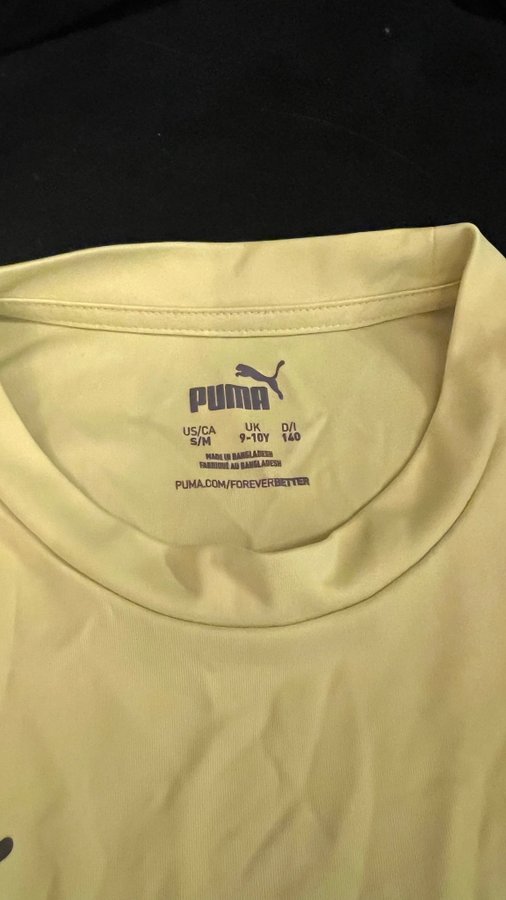 PUMA
US/CA UK D/I
S/M 9-10Y 140
MADE IN BANGLADESH
FABRIQUÉ AU BANGLADESH
PUMA.COM/FOREVERBETTER